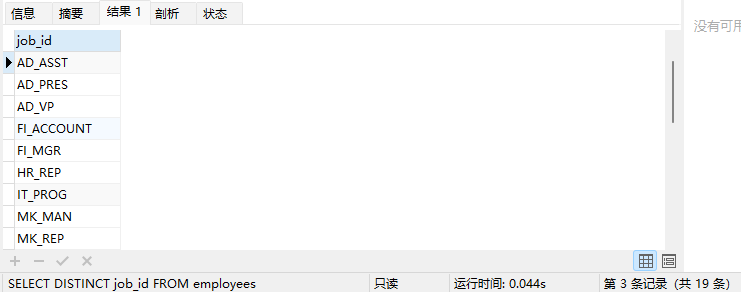 信息 摘要 结果 1 剖析 状态
没有可用
job_id
AD_ASST
AD_PRES
AD_VP
FI_ACCOUNT
FI_MGR
HR_REP
IT_PROG
MK_MAN
MK_REP
SELECT DISTINCT job_id FROM employees 只读 运行时间: 0.044s 第 3 条记录 (共 19 条)